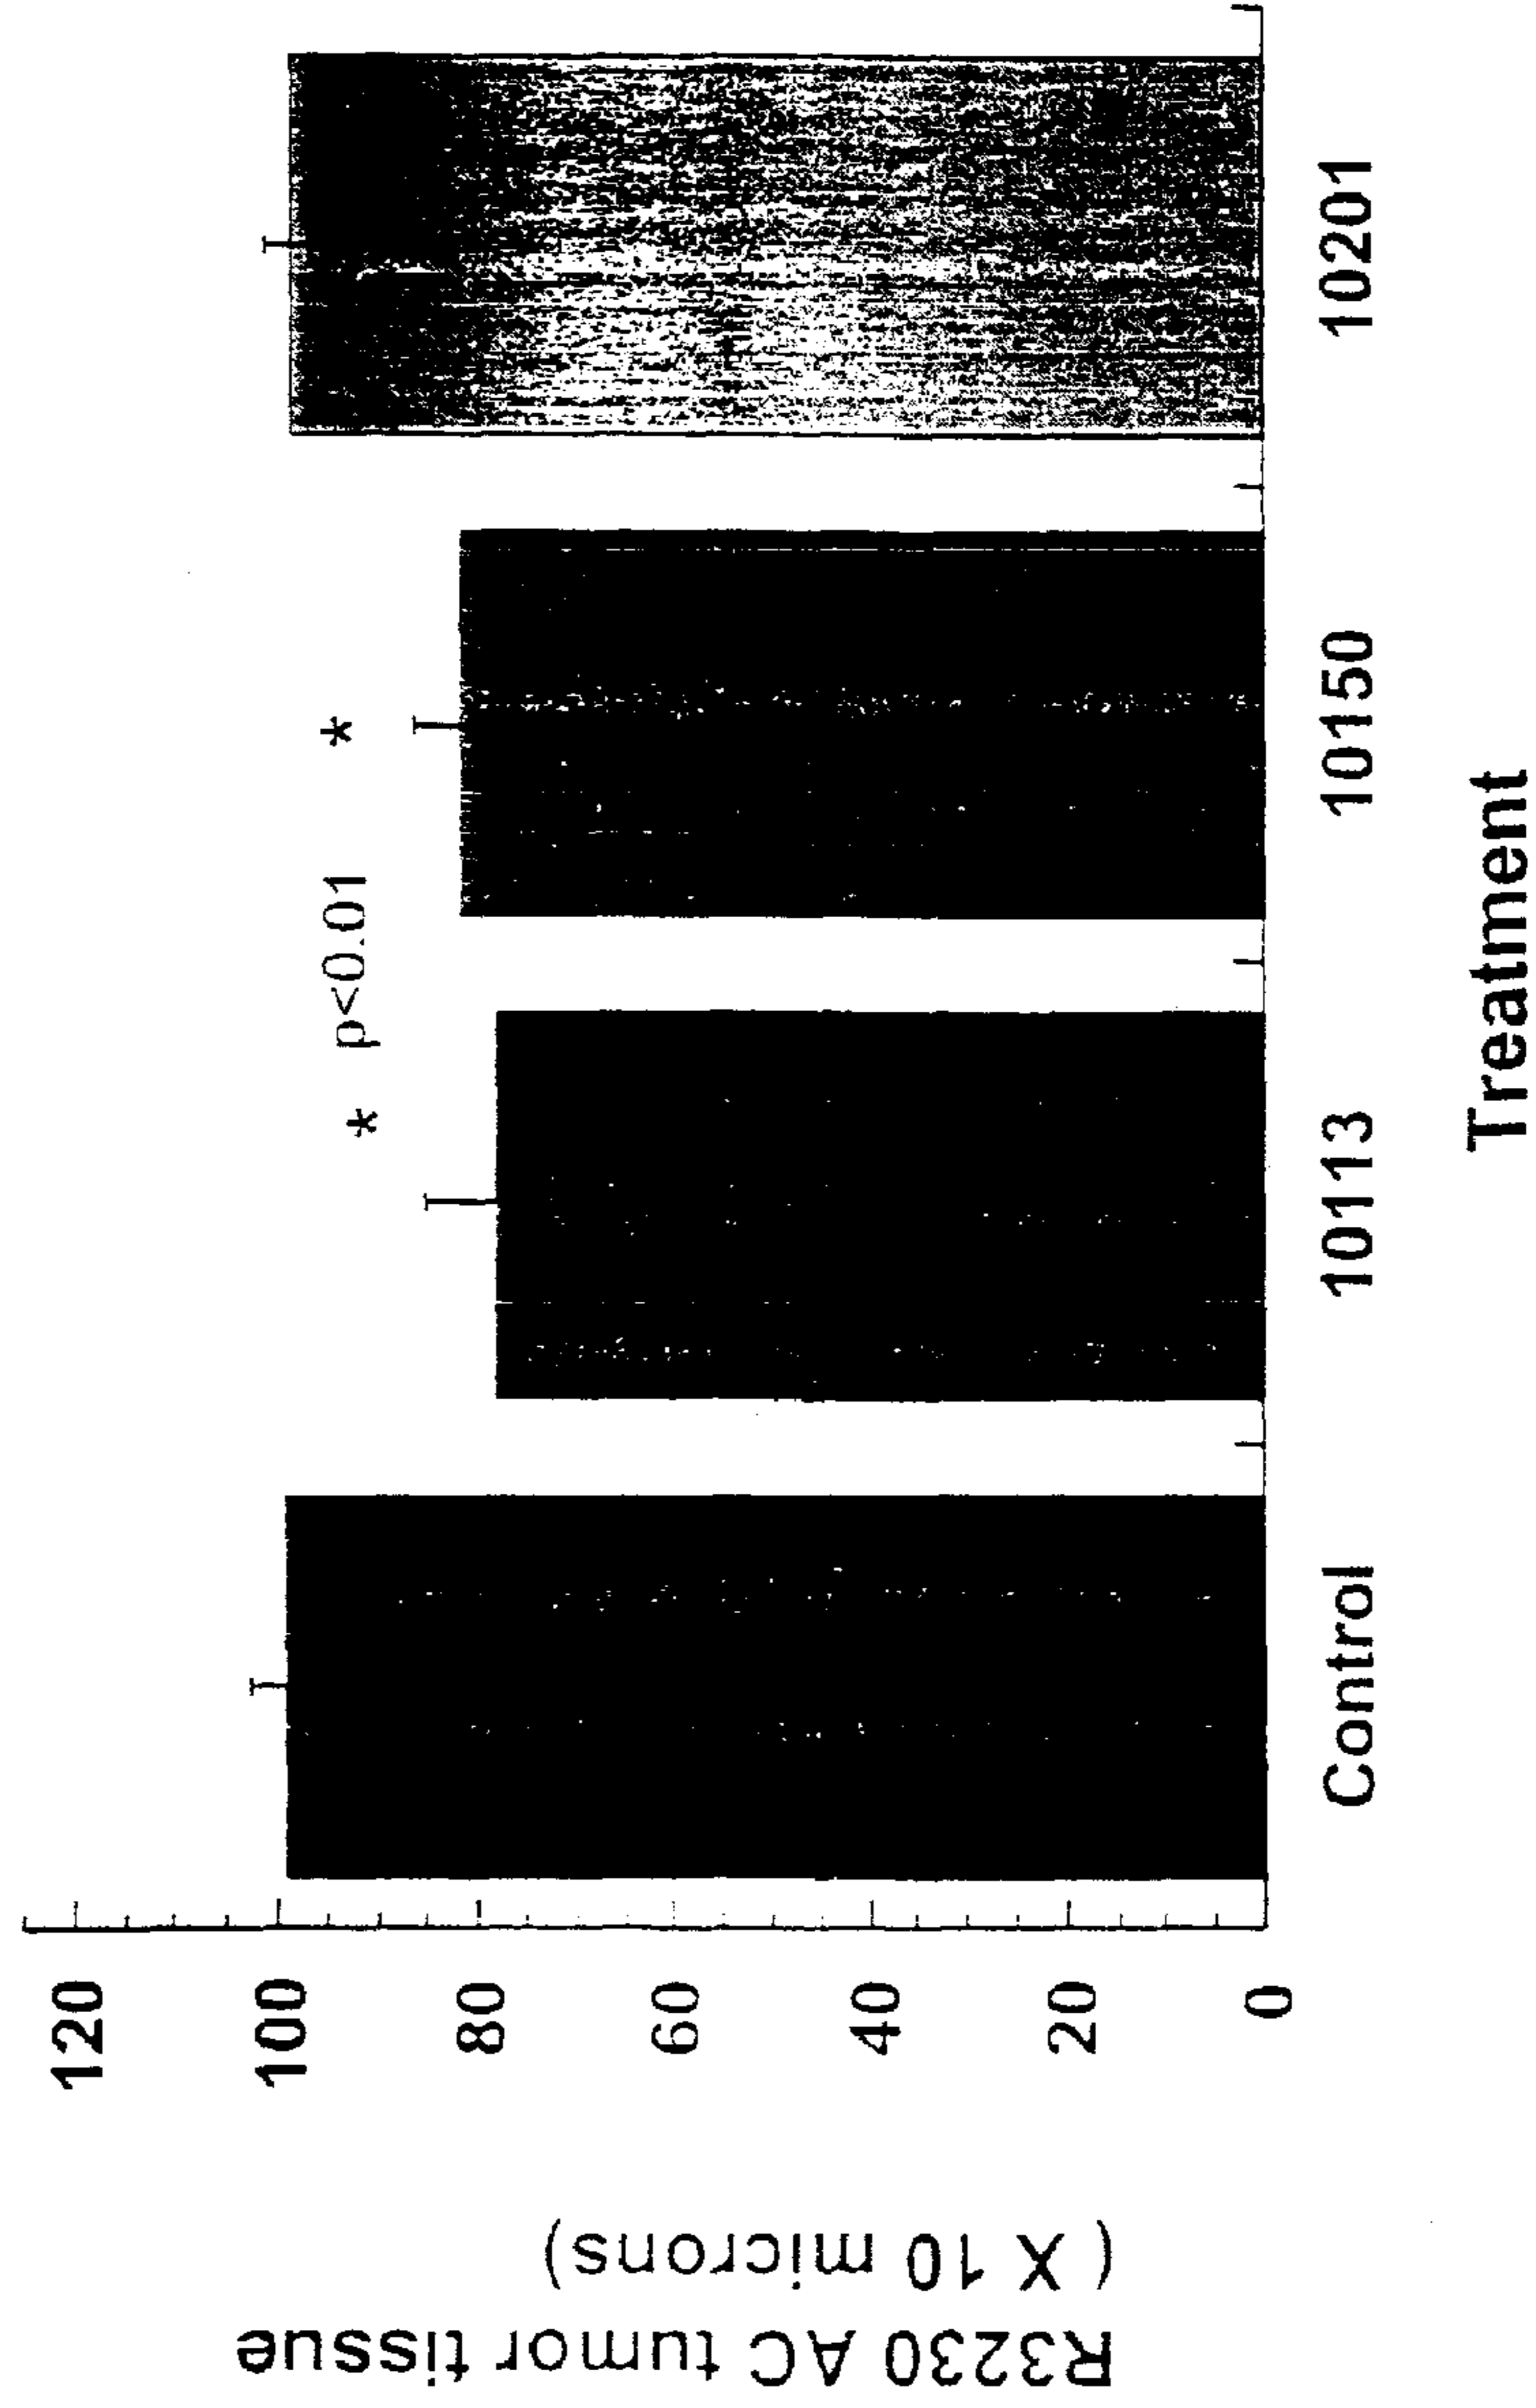 R3230 AC tumor tissue
( X 10 microns)
120
100
80
60
40
20
0
* p<0.01
*
Control
10113
10150
10201
Treatment